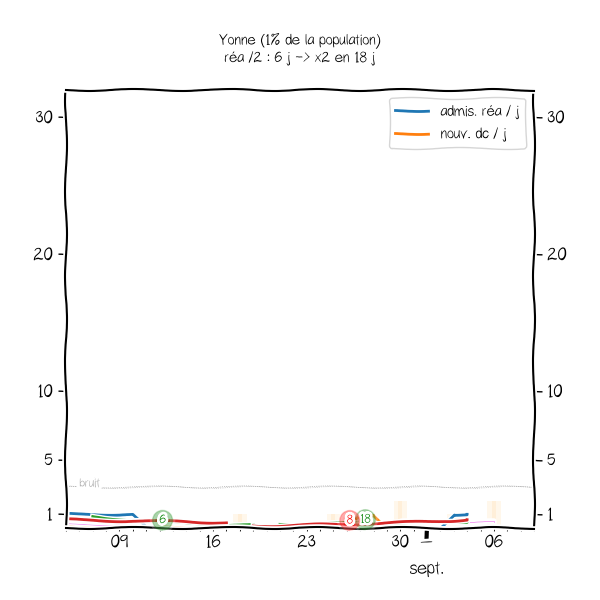 Yonne (1% de la population)
réa /2 : 6 j -> x2 en 18 j
admis. réa / j
nouv. dc / j
30 30
20 20
10 10
5 5
bruit
1 6 8 18 1
09 16 23 30 06
sept.